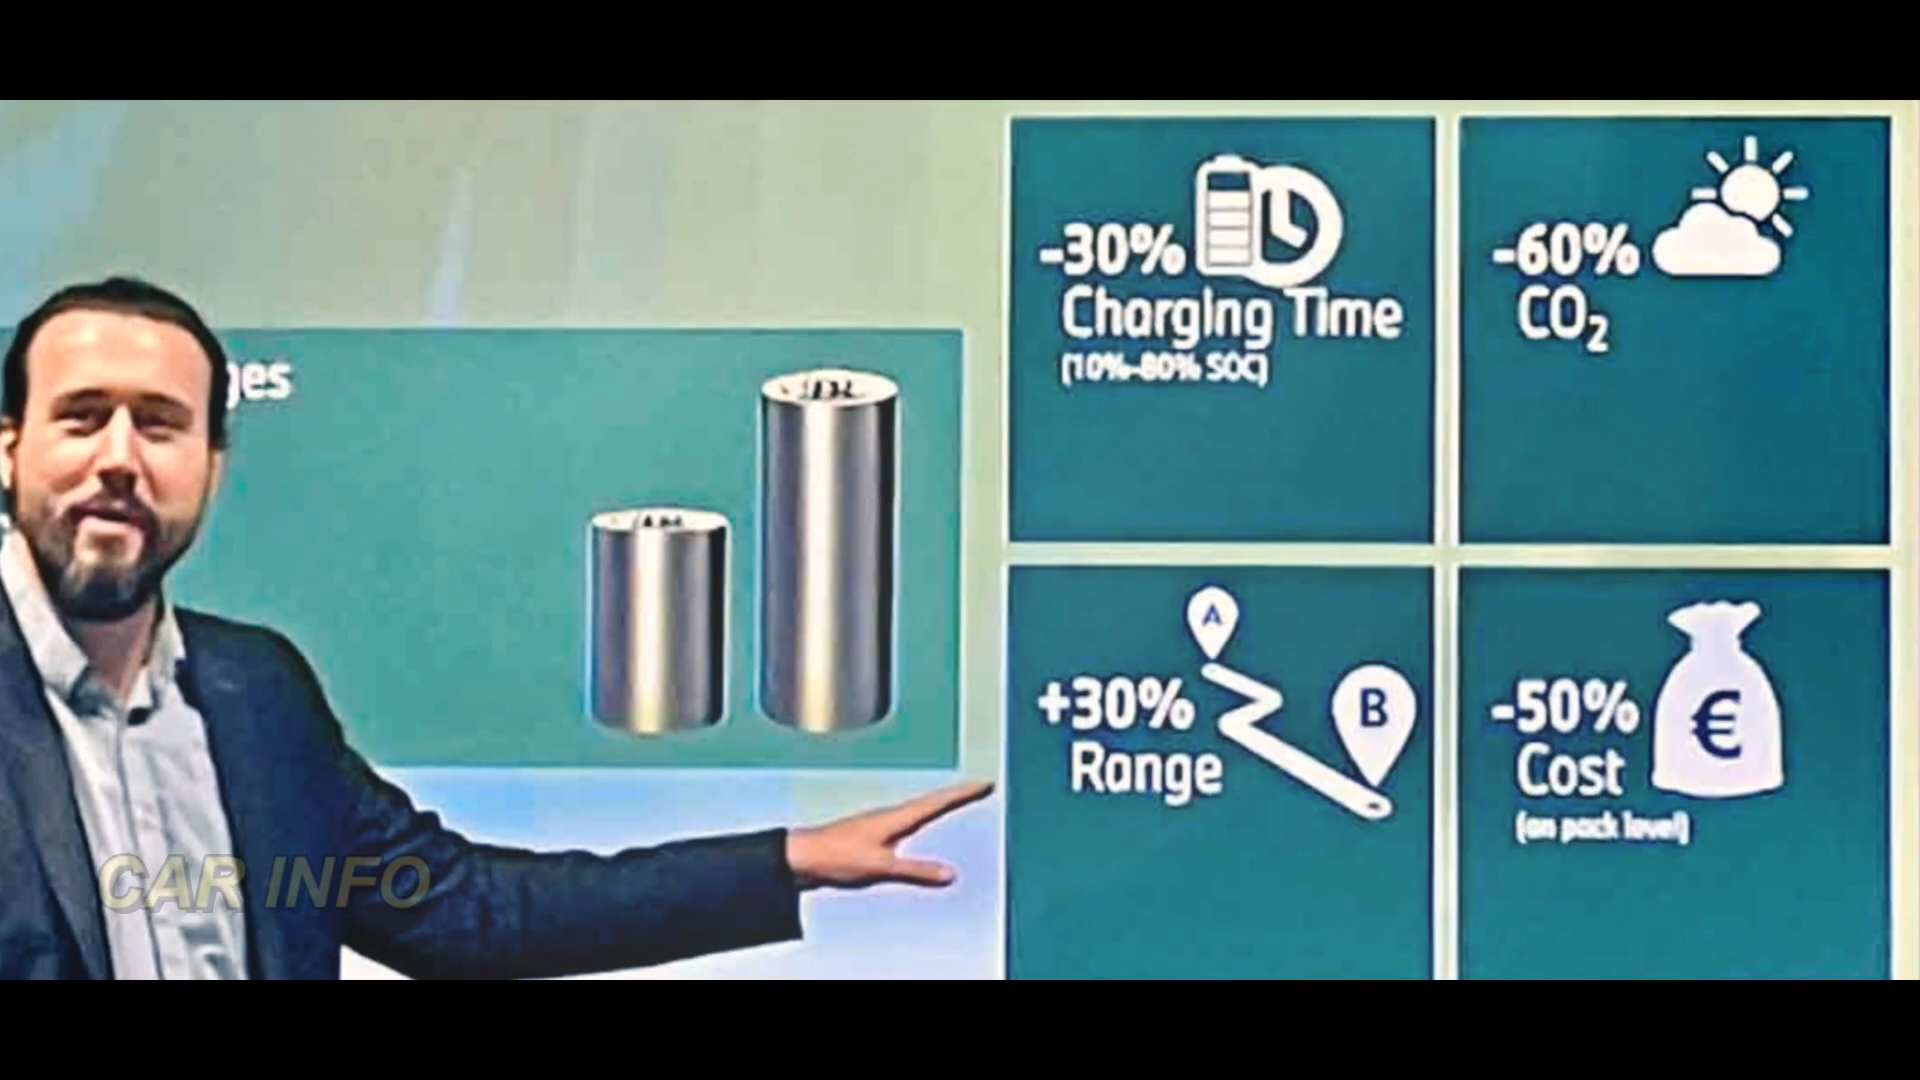 ges
-30%
Charging Time
(10%-80% SOC)
-60%
CO₂
A
+30%
B
Range
-50%
€
Cost
(on pack level)
CAR INFO